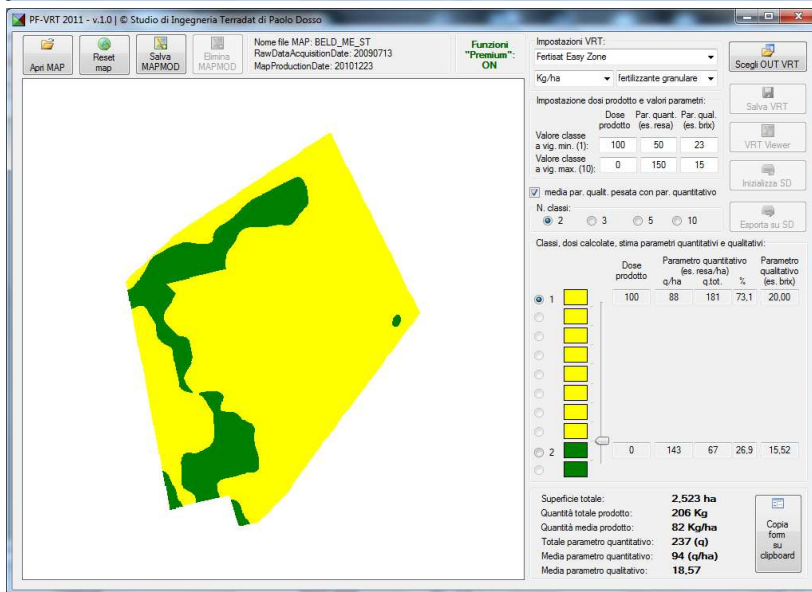 PF-VRT 2011 - v.1.0 | © Studio di Ingegneria Terradat di Paolo Dosso
Apri MAP
Reset map
Salva MAPMOD
Elimina MAPMOD
Nome file MAP: BELD_ME_ST
RawDataAcquisitionDate: 20090713
MapProductionDate: 20101223
Funzioni "Premium": ON
Impostazioni VRT:
Fertisat Easy Zone
Kg/ha fertilizzante granulare
Scegli OUT VRT
Salva VRT
VRT Viewer
Inizializza SD
Esporta su SD
Impostazione dosi prodotto e valori parametri:
Dose prodotto Par. quant. (es. resa) Par. qual. (es. brix)
Valore classe a vig. min. (1): 100 50 23
Valore classe a vig. max. (10): 0 150 15
media par. qualit. pesata con par. quantitativo
N. classi:
2 3 5 10
Classi, dosi calcolate, stima parametri quantitativi e qualitativi:
Dose prodotto Parametro quantitativo (es. resa/ha) Parametro qualitativo (es. brix)
q/ha q.tot. %
1 100 88 181 73,1 20,00
2 0 143 67 26,9 15,52
Superficie totale: 2,523 ha
Quantità totale prodotto: 206 Kg
Quantità media prodotto: 82 Kg/ha
Totale parametro quantitativo: 237 (q)
Media parametro quantitativo: 94 (q/ha)
Media parametro qualitativo: 18,57
Copia form su clipboard